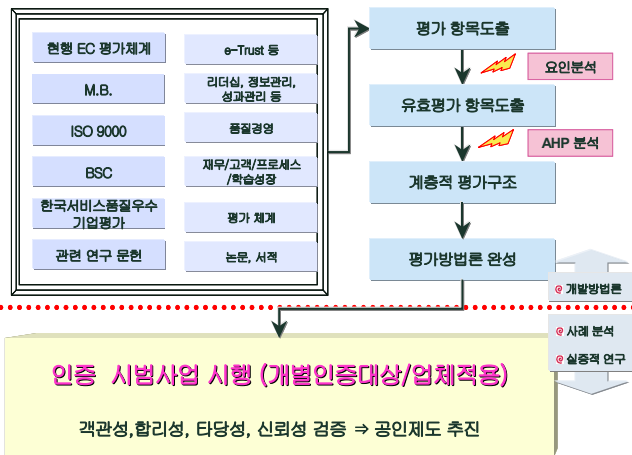 현행 EC 평가체계
e-Trust 등
M.B.
리더십, 정보관리,
성과관리 등
ISO 9000
품질경영
BSC
재무/고객/프로세스
/학습성장
한국서비스품질우수
기업평가
평가 체계
관련 연구 문헌
논문, 서적
평가 항목도출
요인분석
유효평가 항목도출
AHP 분석
계층적 평가구조
평가방법론 완성
@ 개발방법론
@ 사례 분석
@ 실증적 연구
인증 시범사업 시행 (개별인증대상/업체적용)
객관성,합리성, 타당성, 신뢰성 검증 ⇒ 공인제도 추진